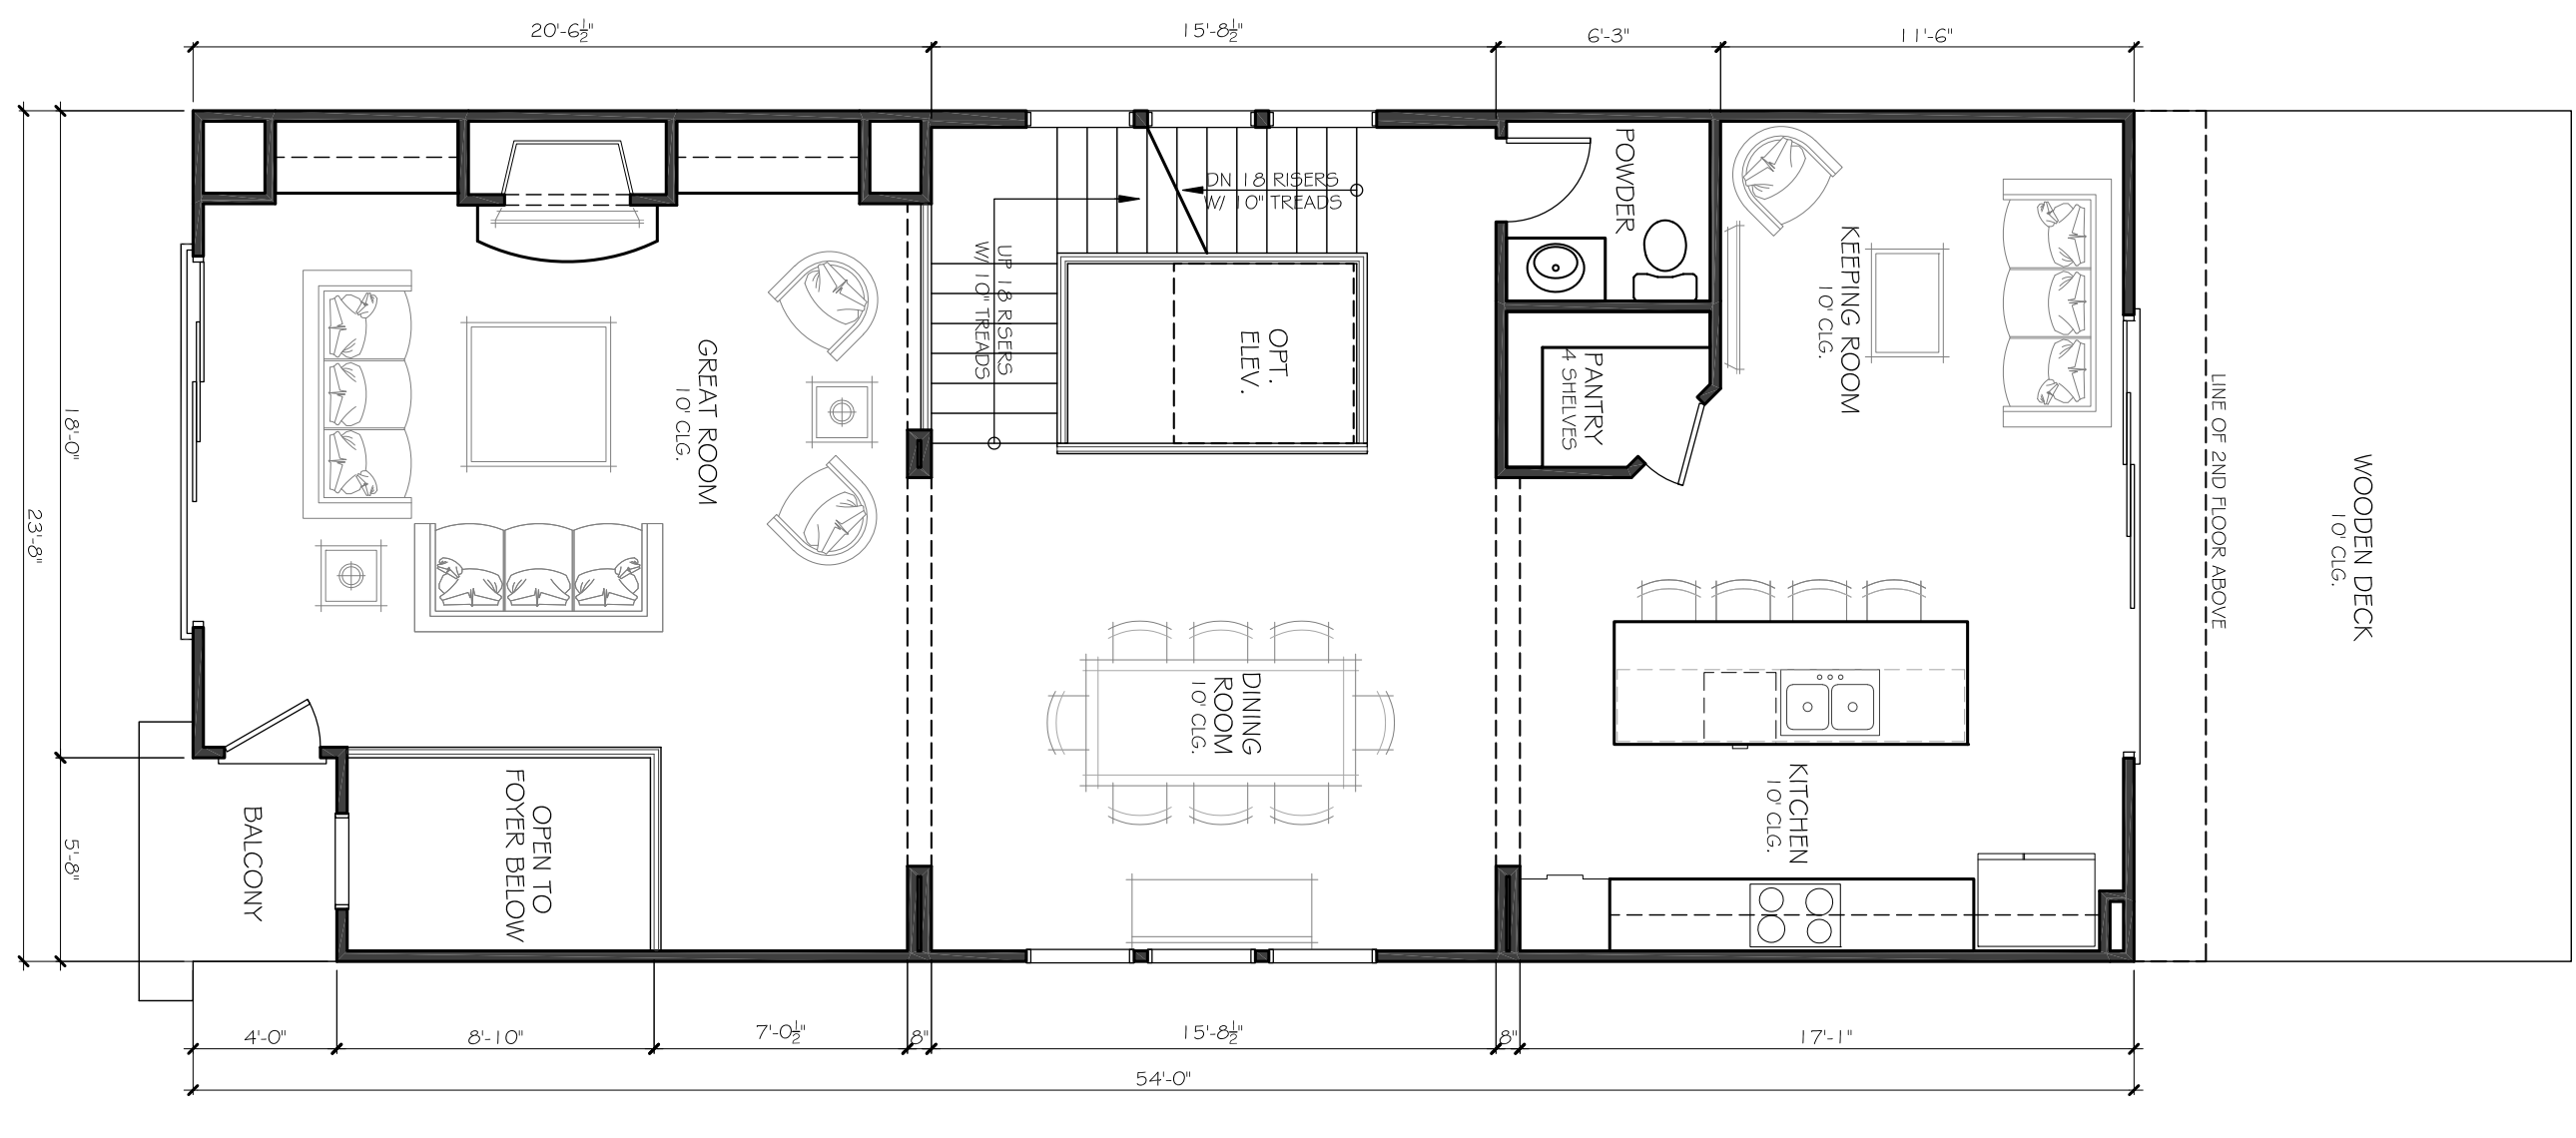 20'-6½"
15'-8½"
6'-3"
11'-6"
POWDER
DN 18 RISERS
W/ 10" TREADS
UP 18 RISERS
W/ 10" TREADS
KEEPING ROOM
10' CLG.
OPT.
ELEV.
GREAT ROOM
10' CLG.
PANTRY
4 SHELVES
LINE OF 2ND FLOOR ABOVE
WOODEN DECK
10' CLG.
18'-0"
23'-8"
DINING
ROOM
10' CLG.
KITCHEN
10' CLG.
5'-8"
BALCONY
OPEN TO
FOYER BELOW
4'-0"
8'-10"
7'-0½"
8"
15'-8½"
8"
17'-1"
54'-0"